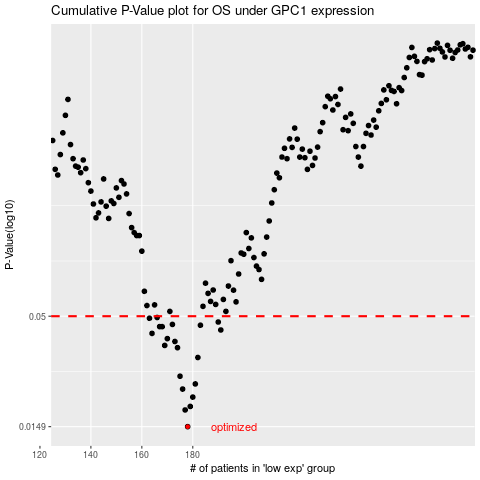 Cumulative P-Value plot for OS under GPC1 expression
P-Value(log10)
0.05
0.0149
optimized
120 140 160 180
# of patients in 'low exp' group